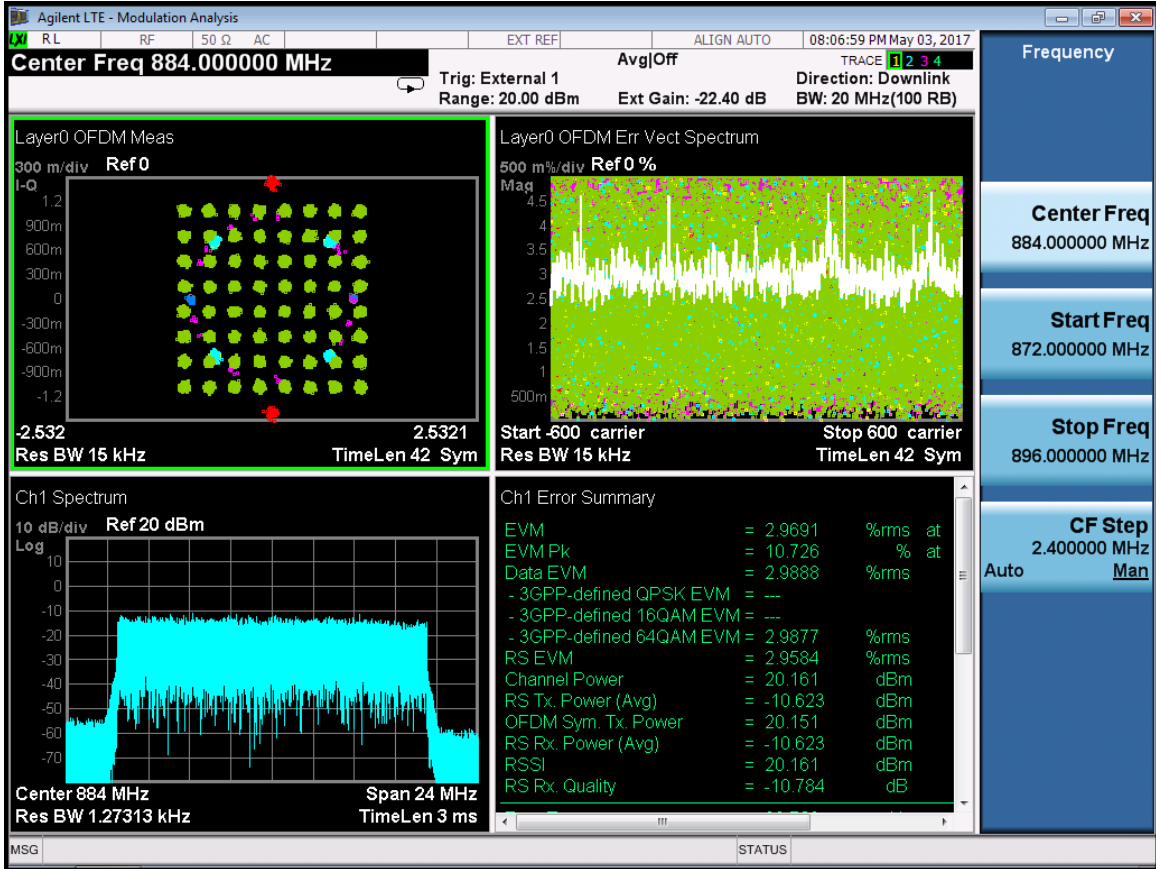 Agilent LTE - Modulation Analysis
LXI RL RF 50 Ω AC EXT REF ALIGN AUTO 08:06:59 PM May 03, 2017
Center Freq 884.000000 MHz
Avg|Off
TRACE 1 2 3 4
Trig: External 1
Direction: Downlink
Range: 20.00 dBm Ext Gain: -22.40 dB BW: 20 MHz(100 RB)
Layer0 OFDM Meas
300 m/div Ref 0
I-Q
1.2
900m
600m
300m
0
-300m
-600m
-900m
-1.2
-2.532 2.5321
Res BW 15 kHz TimeLen 42 Sym
Layer0 OFDM Err Vect Spectrum
500 m%/div Ref 0 %
Mag
4.5
4
3.5
3
2.5
2
1.5
1
500m
Start -600 carrier Stop 600 carrier
Res BW 15 kHz TimeLen 42 Sym
Ch1 Spectrum
10 dB/div Ref 20 dBm
Log
10
0
-10
-20
-30
-40
-50
-60
-70
Center 884 MHz Span 24 MHz
Res BW 1.27313 kHz TimeLen 3 ms
Ch1 Error Summary
EVM = 2.9691 %rms at
EVM Pk = 10.726 % at
Data EVM = 2.9888 %rms
- 3GPP-defined QPSK EVM = ---
- 3GPP-defined 16QAM EVM = ---
- 3GPP-defined 64QAM EVM = 2.9877 %rms
RS EVM = 2.9584 %rms
Channel Power = 20.161 dBm
RS Tx. Power (Avg) = -10.623 dBm
OFDM Sym. Tx. Power = 20.151 dBm
RS Rx. Power (Avg) = -10.623 dBm
RSSI = 20.161 dBm
RS Rx. Quality = -10.784 dB
Frequency
Center Freq
884.000000 MHz
Start Freq
872.000000 MHz
Stop Freq
896.000000 MHz
CF Step
2.400000 MHz
Auto Man
MSG STATUS